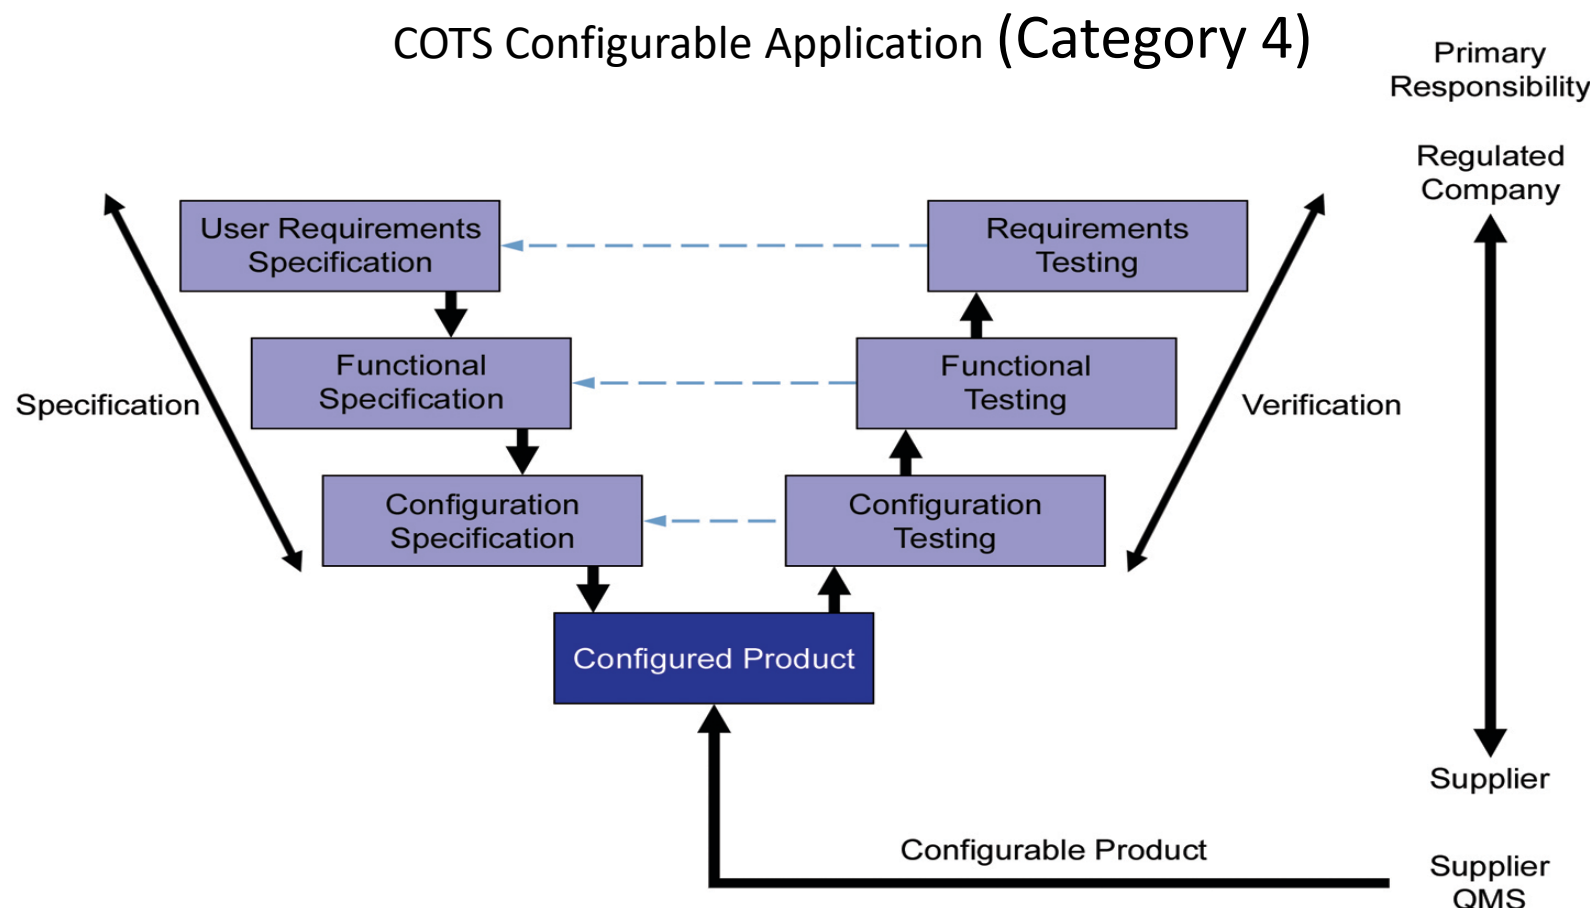 COTS Configurable Application (Category 4)
Primary
Responsibility
Regulated
Company
User Requirements
Specification
Requirements
Testing
Functional
Specification
Functional
Testing
Specification
Verification
Configuration
Specification
Configuration
Testing
Configured Product
Supplier
Configurable Product
Supplier
QMS